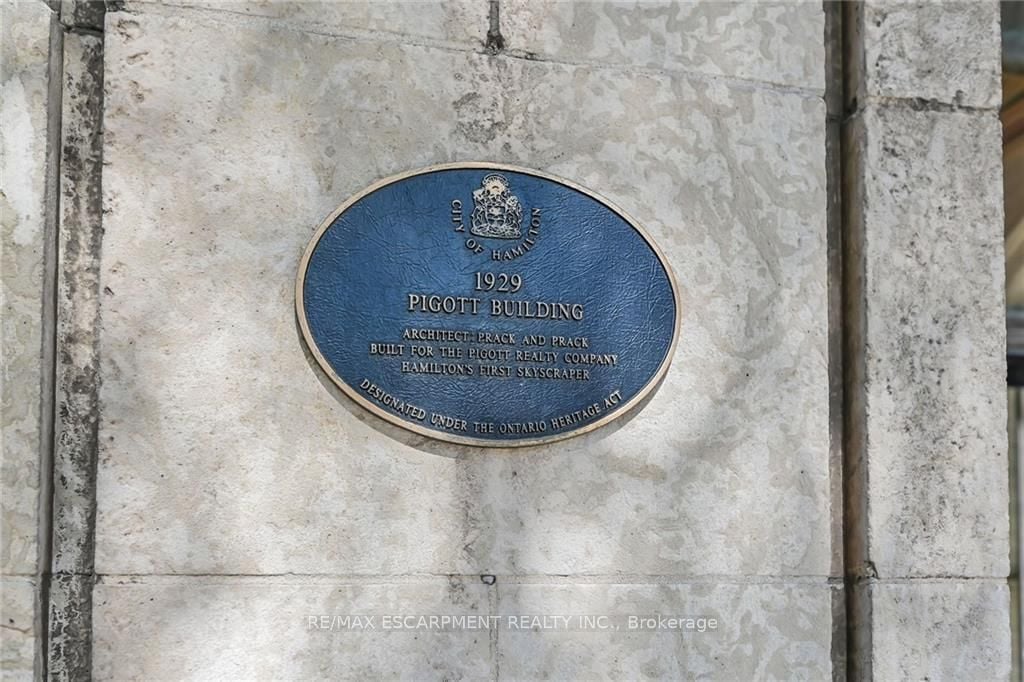 CITY OF HAMILTON
1929
PIGOTT BUILDING
ARCHITECT: PRACK AND PRACK
BUILT FOR THE PIGOTT REALTY COMPANY
HAMILTON'S FIRST SKYSCRAPER
DESIGNATED UNDER THE ONTARIO HERITAGE ACT
RE/MAX ESCARPMENT REALTY INC., Brokerage